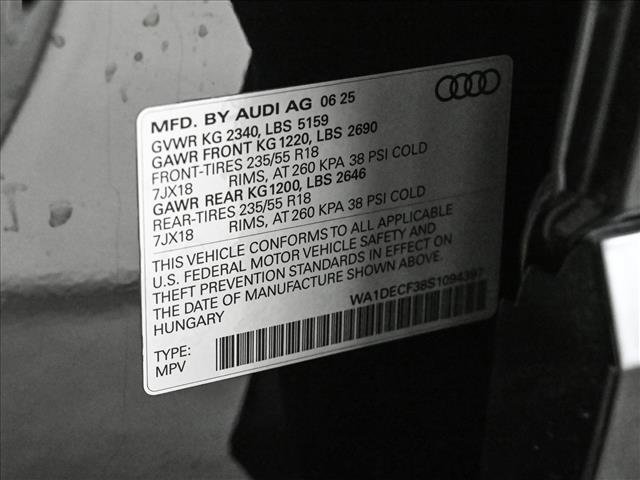 MFD. BY AUDI AG 06 25
GVWR KG 2340, LBS 5159
GAWR FRONT KG 1220, LBS 2690
FRONT-TIRES 235/55 R18
7JX18 RIMS, AT 260 KPA 38 PSI COLD
GAWR REAR KG1200, LBS 2646
REAR-TIRES 235/55 R18
7JX18 RIMS, AT 260 KPA 38 PSI COLD
THIS VEHICLE CONFORMS TO ALL APPLICABLE
U.S. FEDERAL MOTOR VEHICLE SAFETY AND
THEFT PREVENTION STANDARDS IN EFFECT ON
THE DATE OF MANUFACTURE SHOWN ABOVE.
HUNGARY
WA1DECF38S1094397
TYPE:
MPV